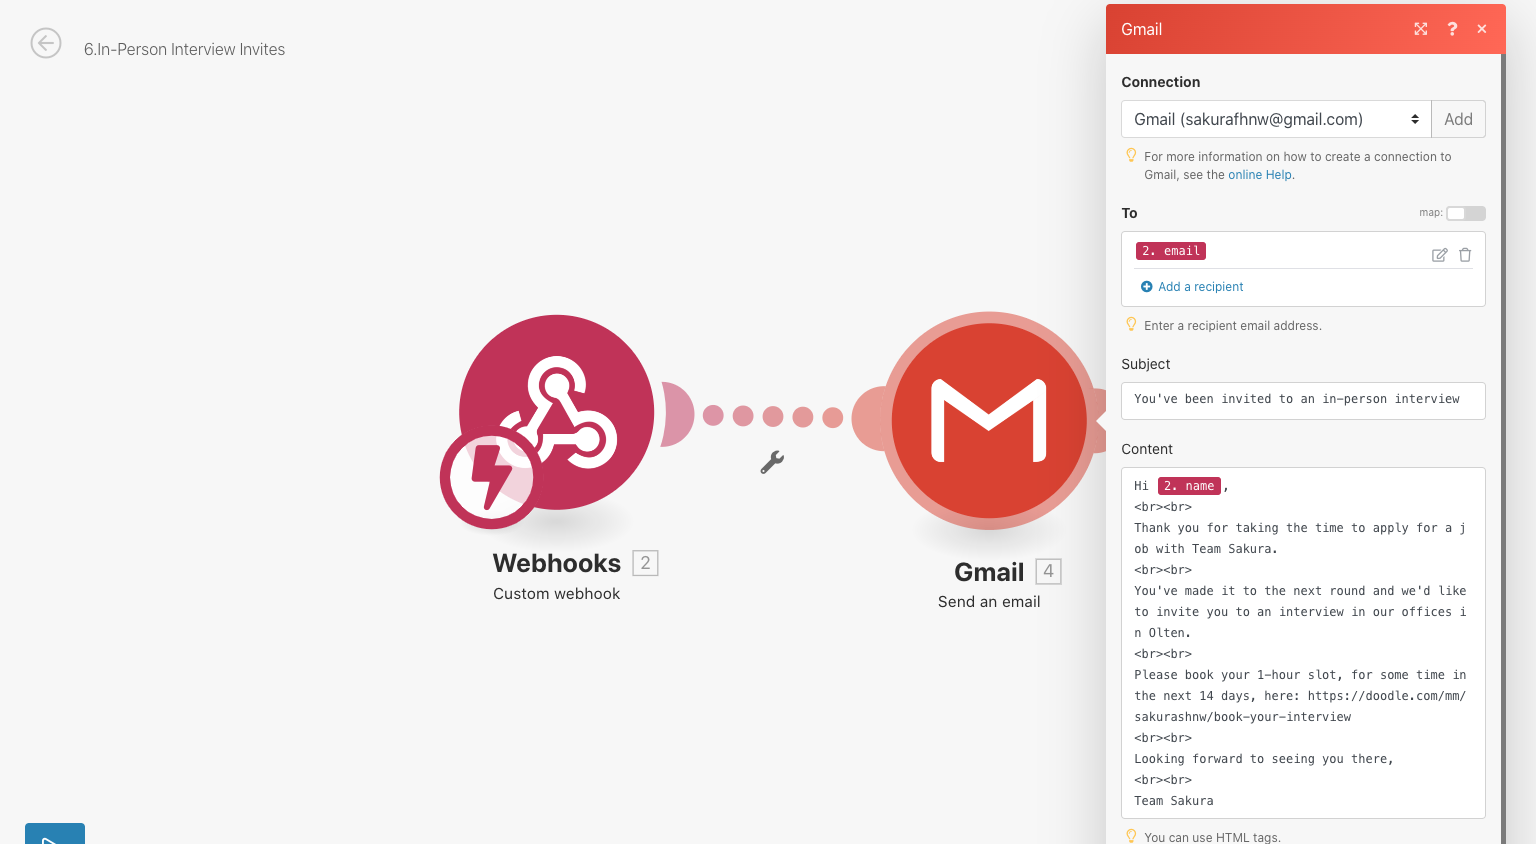 6.In-Person Interview Invites
Webhooks 2
Custom webhook
Gmail 4
Send an email
Gmail ?
Connection
Gmail (sakurafhnw@gmail.com) Add
For more information on how to create a connection to
Gmail, see the online Help.
To map:
2. email
Add a recipient
Enter a recipient email address.
Subject
You've been invited to an in-person interview
Content
Hi 2. name ,
<br><br>
Thank you for taking the time to apply for a j
ob with Team Sakura.
<br><br>
You've made it to the next round and we'd like
to invite you to an interview in our offices i
n Olten.
<br><br>
Please book your 1-hour slot, for some time in
the next 14 days, here: https://doodle.com/mm/
sakurashnw/book-your-interview
<br><br>
Looking forward to seeing you there,
<br><br>
Team Sakura
You can use HTML tags.